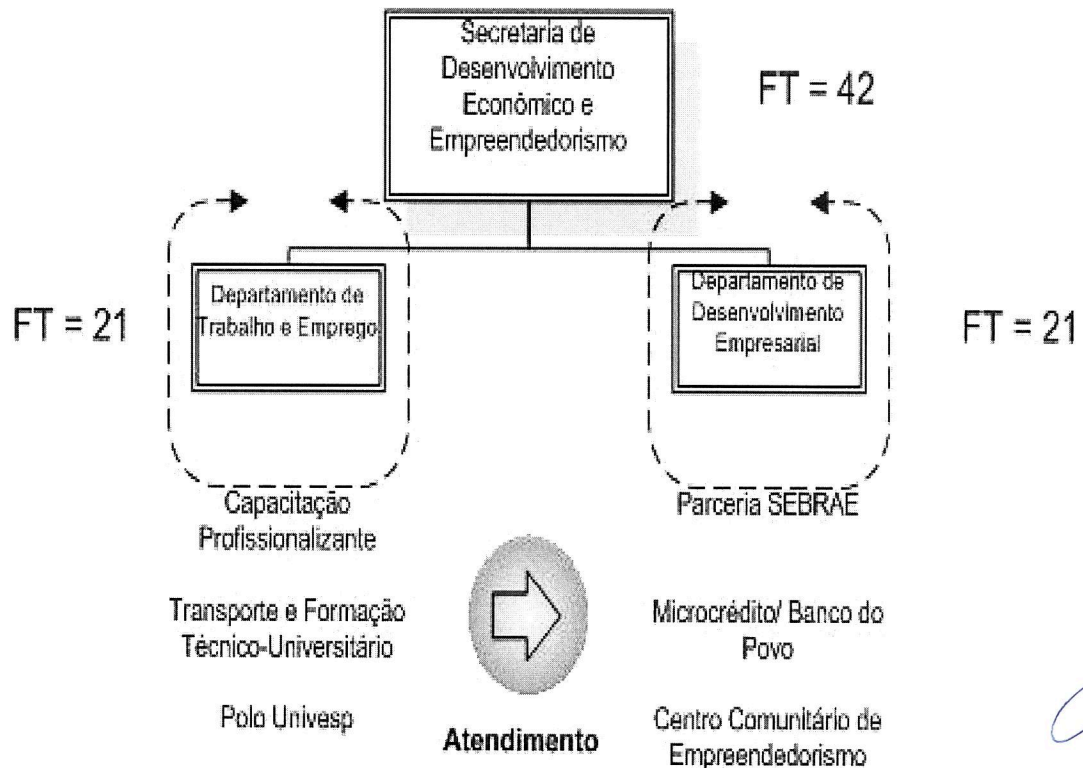 Secretaria de
Desenvolvimento
Econômico e
Empreendedorismo
FT = 42
FT = 21
Departamento de
Trabalho e Emprego
Departamento de
Desenvolvimento
Empresarial
FT = 21
Capacitação
Profissionalizante
Transporte e Formação
Técnico-Universitário
Polo Univesp
Atendimento
Parceria SEBRAE
Microcrédito/ Banco do
Povo
Centro Comunitário de
Empreendedorismo